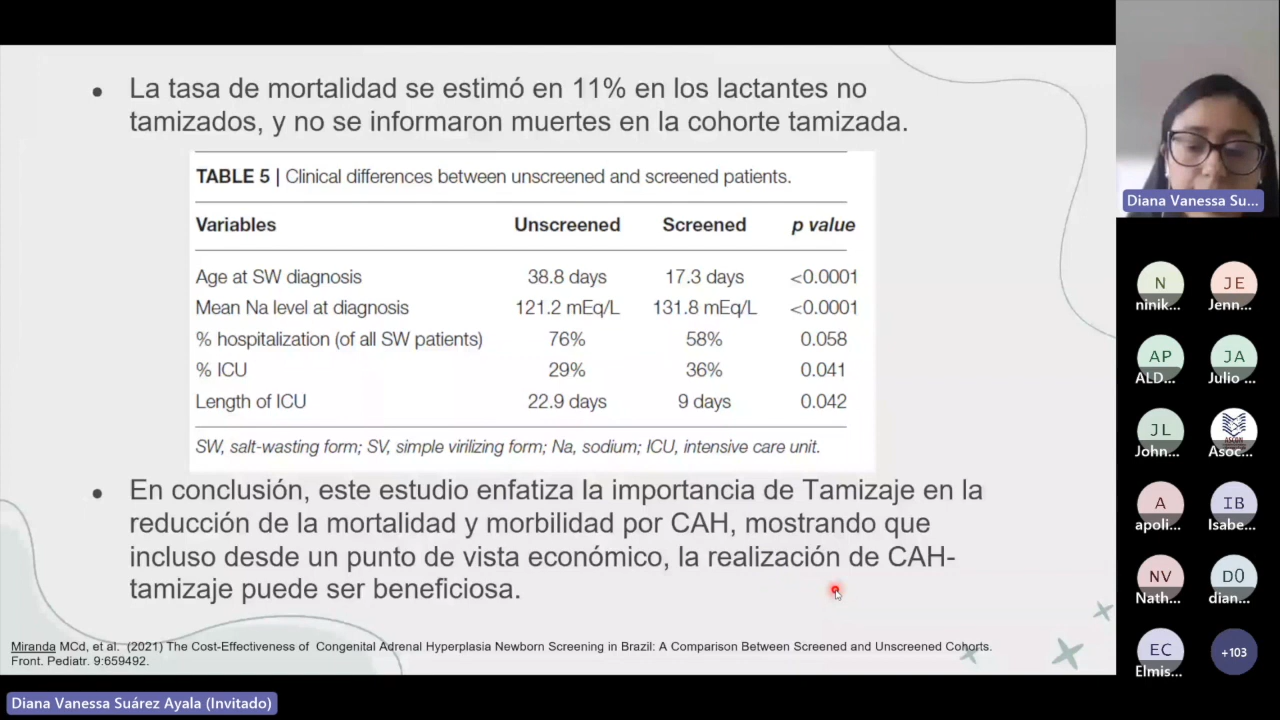 ● La tasa de mortalidad se estimó en 11% en los lactantes no
tamizados, y no se informaron muertes en la cohorte tamizada.
TABLE 5 | Clinical differences between unscreened and screened patients.
Variables Unscreened Screened p value
Age at SW diagnosis 38.8 days 17.3 days <0.0001
Mean Na level at diagnosis 121.2 mEq/L 131.8 mEq/L <0.0001
% hospitalization (of all SW patients) 76% 58% 0.058
% ICU 29% 36% 0.041
Length of ICU 22.9 days 9 days 0.042
SW, salt-wasting form; SV, simple virilizing form; Na, sodium; ICU, intensive care unit.
● En conclusión, este estudio enfatiza la importancia de Tamizaje en la
reducción de la mortalidad y morbilidad por CAH, mostrando que
incluso desde un punto de vista económico, la realización de CAH-
tamizaje puede ser beneficiosa.
Miranda MCd, et al. (2021) The Cost-Effectiveness of Congenital Adrenal Hyperplasia Newborn Screening in Brazil: A Comparison Between Screened and Unscreened Cohorts.
Front. Pediatr. 9:659492.
Diana Vanessa Suárez Ayala (Invitado)
Diana Vanessa Su...
N JE
ninik... Jenn...
AP JA
ALD... Julio ...
JL
John... Asoc...
A IB
apoli... Isabe...
NV D0
Nath... dian...
EC +103
Elmis...